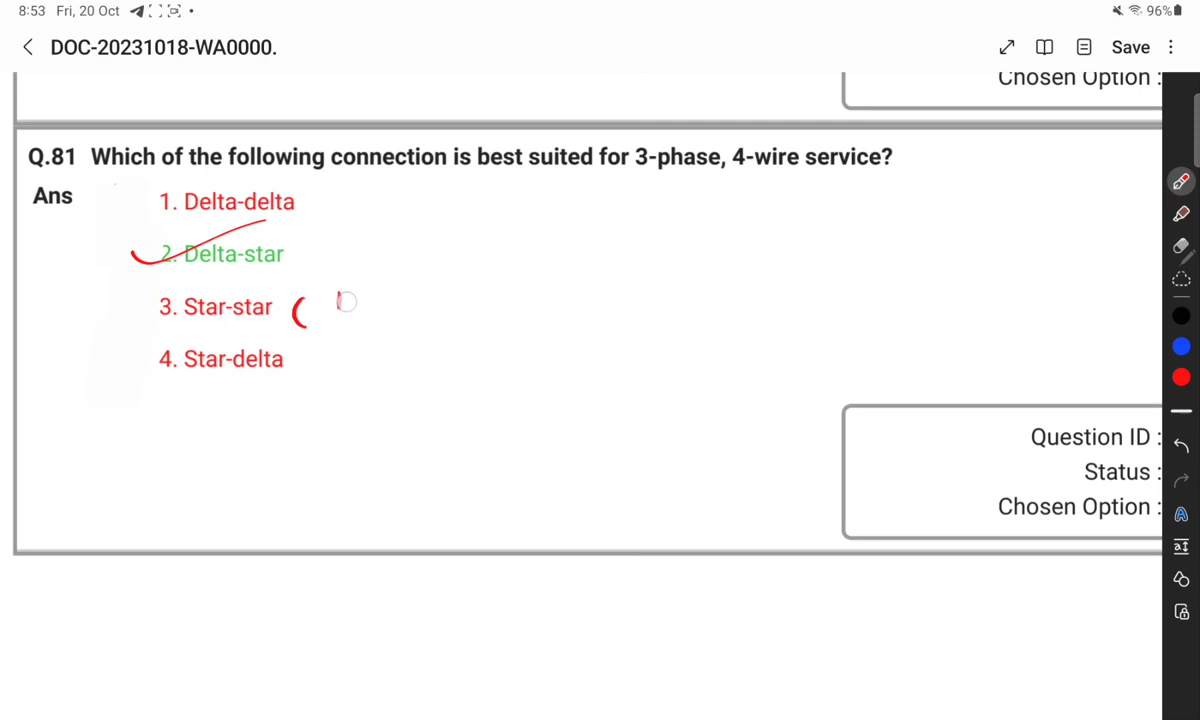 8:53 Fri, 20 Oct
96%
DOC-20231018-WA0000.
Save
Chosen Option :
Q.81 Which of the following connection is best suited for 3-phase, 4-wire service?
Ans
1. Delta-delta
2. Delta-star
3. Star-star (
4. Star-delta
Question ID :
Status :
Chosen Option :